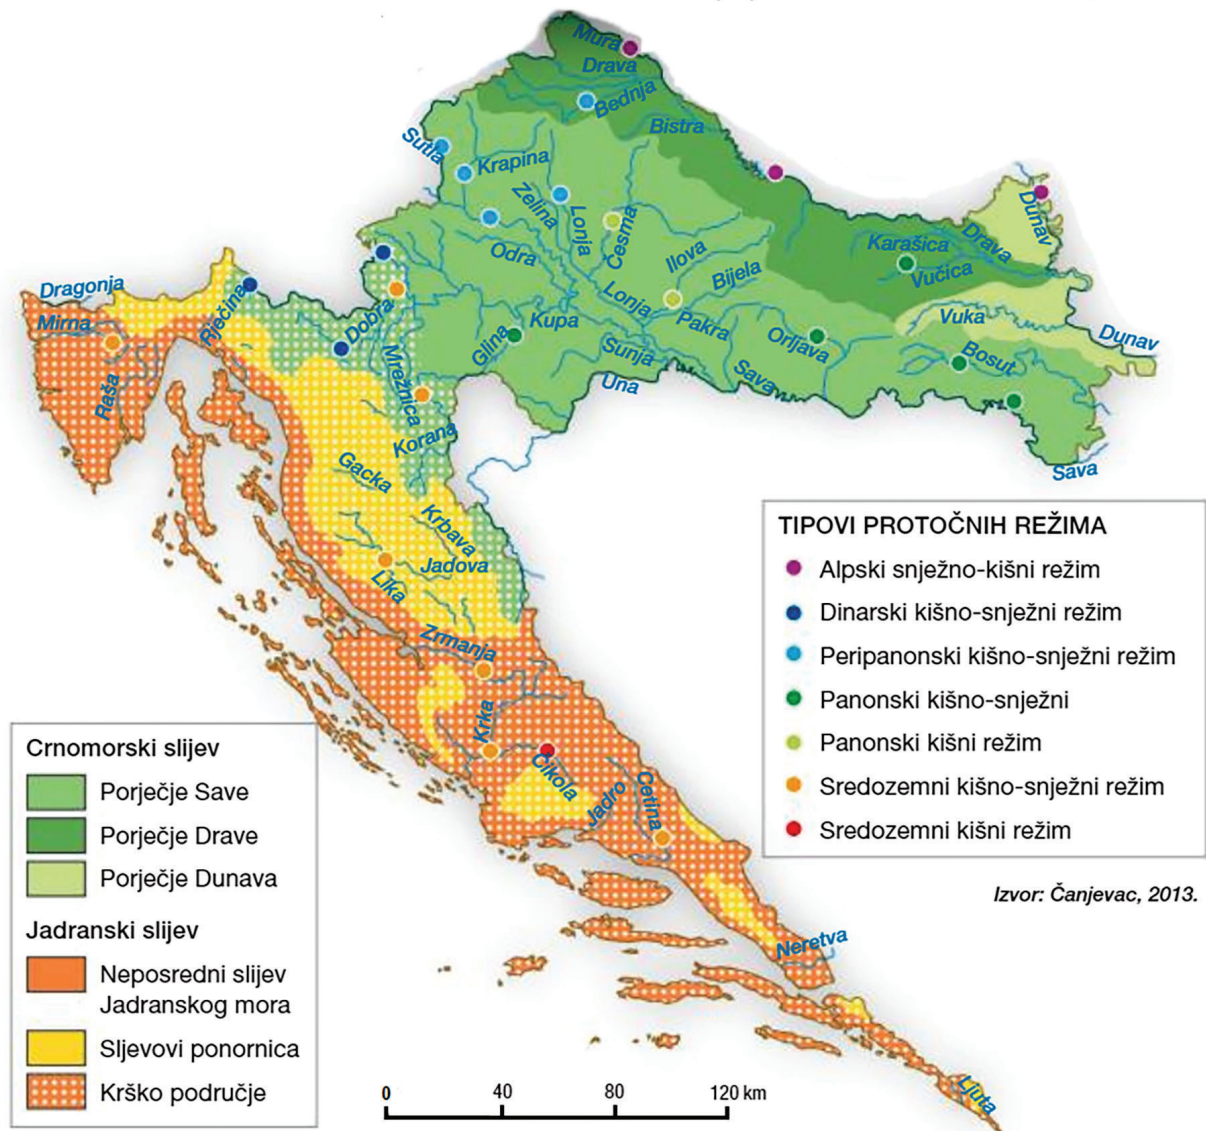 Mura
Drava
Bednja
Bistra
Sutla
Krapina
Zelina
Lonja
Česma
Odra
Ilova
Bijela
Lonja
Pakra
Karašica
Drava
Dunav
Vučica
Vuka
Dunav
Orljava
Bosut
Sava
Sava
Dragonja
Mirna
Raša
Rječina
Dobra
Mrežnica
Glina
Kupa
Sunja
Una
Korana
Gacka
Krbava
Jadova
Lika
Zrmanja
Krka
Čikola
Jadro
Cetina
Neretva
Ljuta
TIPOVI PROTOČNIH REŽIMA
Alpski snježno-kišni režim
Dinarski kišno-snježni režim
Peripanonski kišno-snježni režim
Panonski kišno-snježni
Panonski kišni režim
Sredozemni kišno-snježni režim
Sredozemni kišni režim
Izvor: Čanjevac, 2013.
Crnomorski slijev
Porječje Save
Porječje Drave
Porječje Dunava
Jadranski slijev
Neposredni slijev
Jadranskog mora
Sljevovi ponornica
Krško područje
0 40 80 120 km